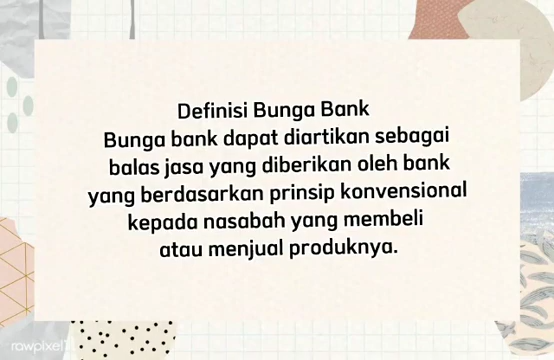 Definisi Bunga Bank
Bunga bank dapat diartikan sebagai
balas jasa yang diberikan oleh bank
yang berdasarkan prinsip konvensional
kepada nasabah yang membeli
atau menjual produknya.
rawpixel